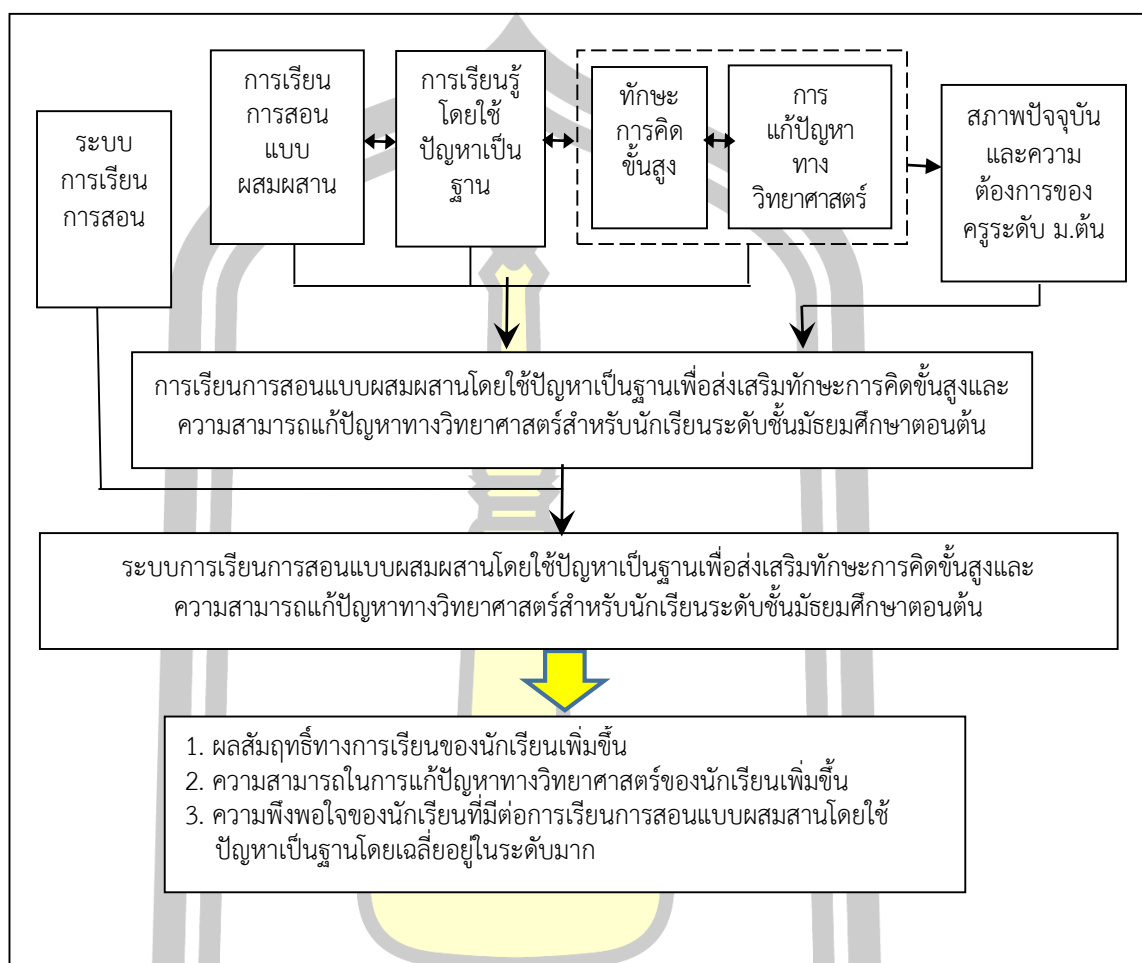 ระบบ
การเรียน
การสอน
การเรียน
การสอน
แบบ
ผสมผสาน
การเรียนรู้
โดยใช้
ปัญหาเป็น
ฐาน
ทักษะ
การคิด
ขั้นสูง
การ
แก้ปัญหา
ทาง
วิทยาศาสตร์
สภาพปัจจุบัน
และความ
ต้องการของ
ครูระดับ ม.ต้น
การเรียนการสอนแบบผสมผสานโดยใช้ปัญหาเป็นฐานเพื่อส่งเสริมทักษะการคิดขั้นสูงและ
ความสามารถแก้ปัญหาทางวิทยาศาสตร์สำหรับนักเรียนระดับชั้นมัธยมศึกษาตอนต้น
ระบบการเรียนการสอนแบบผสมผสานโดยใช้ปัญหาเป็นฐานเพื่อส่งเสริมทักษะการคิดขั้นสูงและ
ความสามารถแก้ปัญหาทางวิทยาศาสตร์สำหรับนักเรียนระดับชั้นมัธยมศึกษาตอนต้น
1. ผลสัมฤทธิ์ทางการเรียนของนักเรียนเพิ่มขึ้น
2. ความสามารถในการแก้ปัญหาทางวิทยาศาสตร์ของนักเรียนเพิ่มขึ้น
3. ความพึงพอใจของนักเรียนที่มีต่อการเรียนการสอนแบบผสมสานโดยใช้
ปัญหาเป็นฐานโดยเฉลี่ยอยู่ในระดับมาก